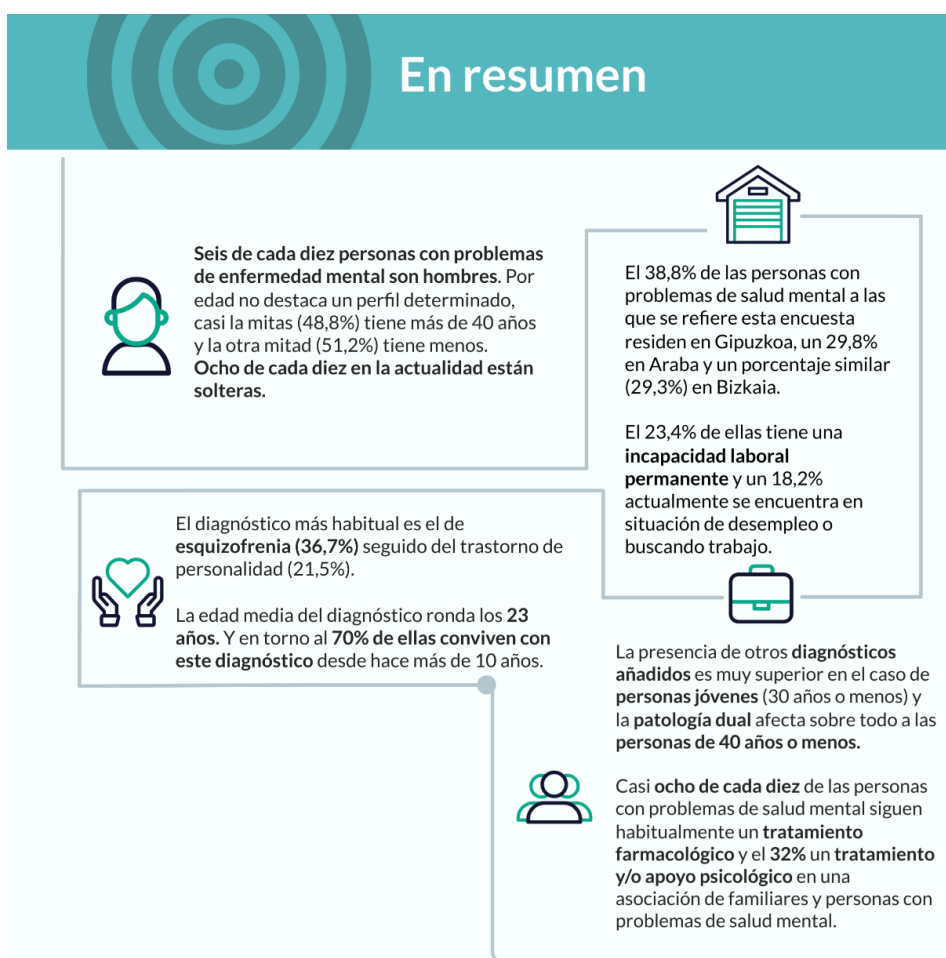 En resumen
Seis de cada diez personas con problemas
de enfermedad mental son hombres. Por
edad no destaca un perfil determinado,
casi la mitas (48,8%) tiene más de 40 años
y la otra mitad (51,2%) tiene menos.
Ocho de cada diez en la actualidad están
solteras.
El 38,8% de las personas con
problemas de salud mental a las
que se refiere esta encuesta
residen en Gipuzkoa, un 29,8%
en Araba y un porcentaje similar
(29,3%) en Bizkaia.
El 23,4% de ellas tiene una
incapacidad laboral
permanente y un 18,2%
actualmente se encuentra en
situación de desempleo o
buscando trabajo.
El diagnóstico más habitual es el de
esquizofrenia (36,7%) seguido del trastorno de
personalidad (21,5%).
La edad media del diagnóstico ronda los 23
años. Y en torno al 70% de ellas conviven con
este diagnóstico desde hace más de 10 años.
La presencia de otros diagnósticos
añadidos es muy superior en el caso de
personas jóvenes (30 años o menos) y
la patología dual afecta sobre todo a las
personas de 40 años o menos.
Casi ocho de cada diez de las personas
con problemas de salud mental siguen
habitualmente un tratamiento
farmacológico y el 32% un tratamiento
y/o apoyo psicológico en una
asociación de familiares y personas con
problemas de salud mental.